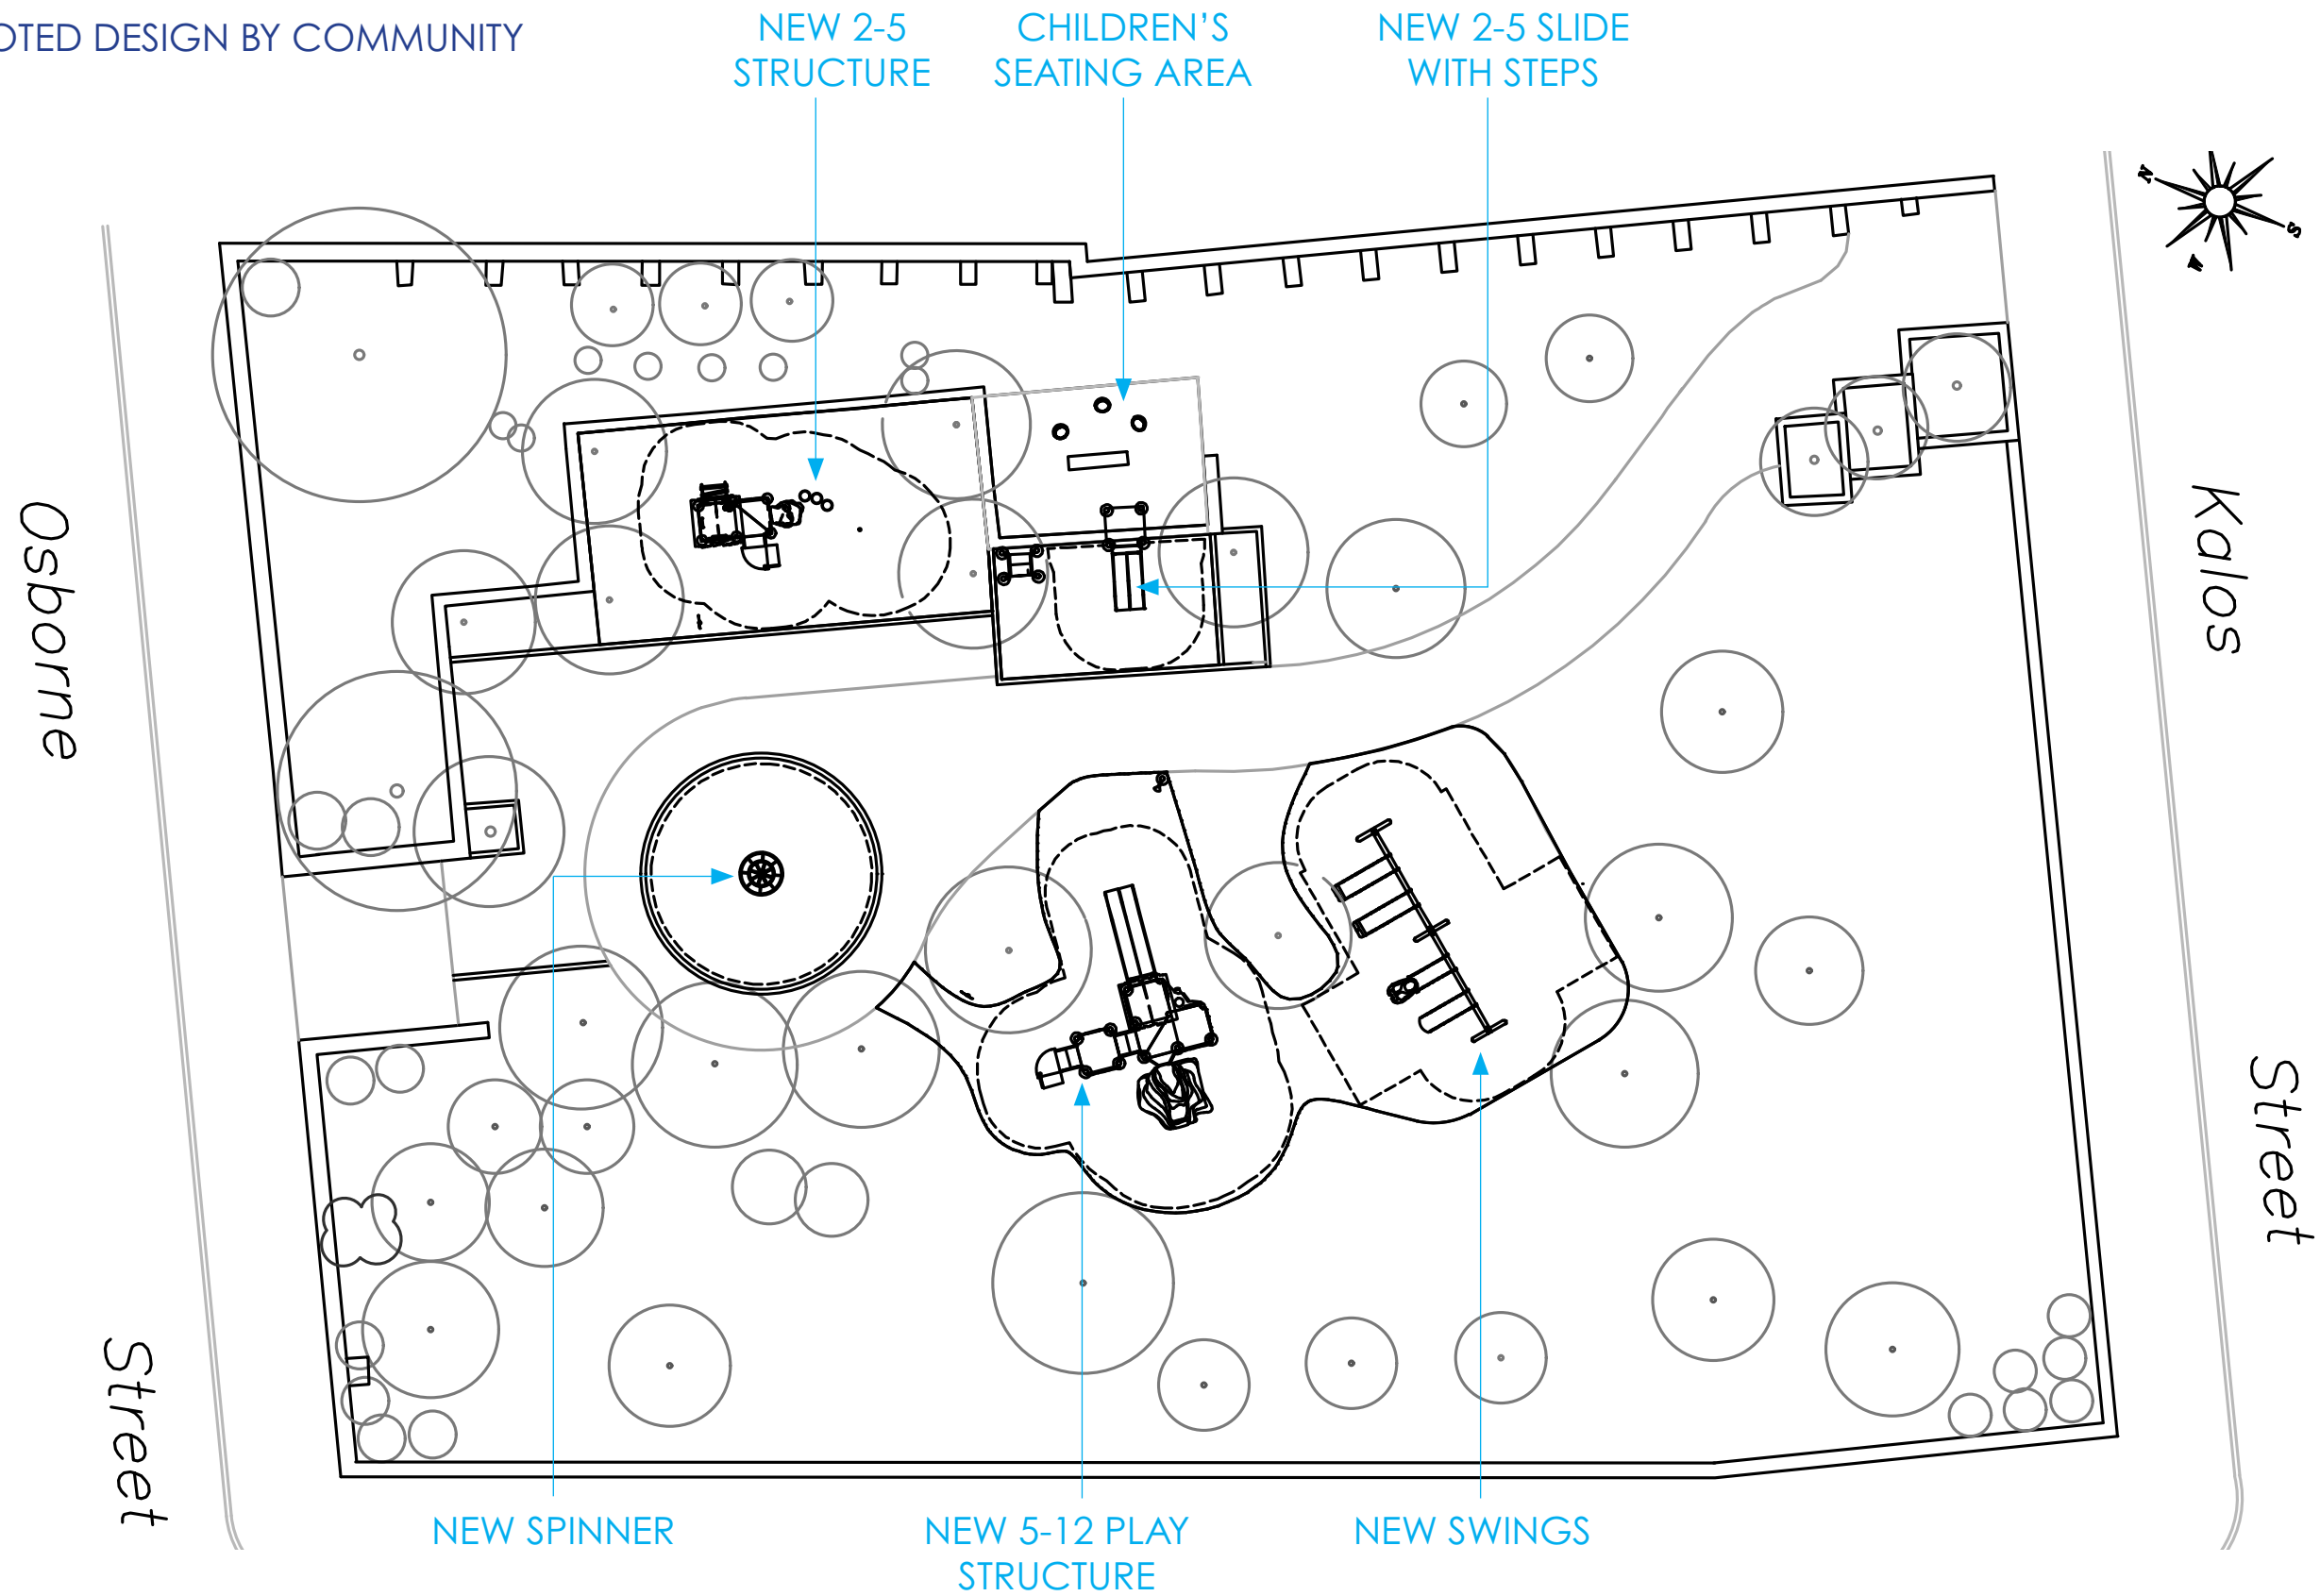 OTED DESIGN BY COMMUNITY
NEW 2-5
STRUCTURE
CHILDREN'S
SEATING AREA
NEW 2-5 SLIDE
WITH STEPS
N
S
Osborne
Street
Kalos
Street
NEW SPINNER
NEW 5-12 PLAY
STRUCTURE
NEW SWINGS